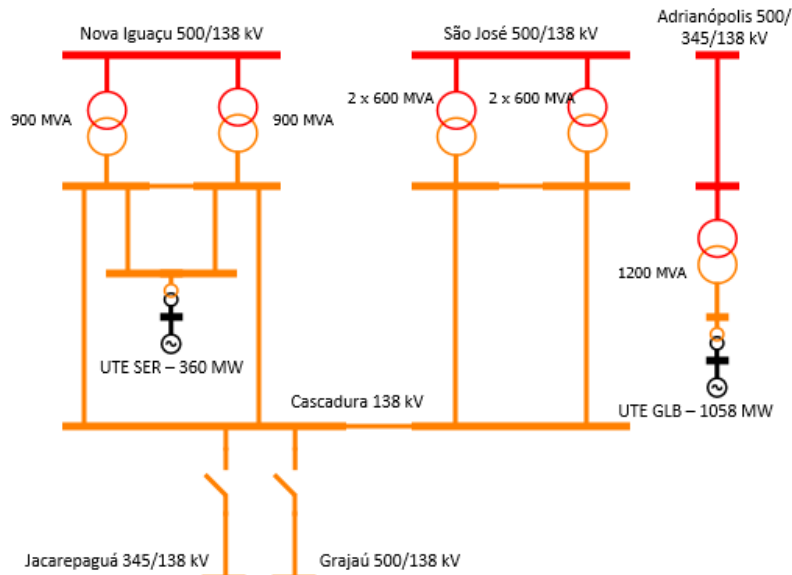 Nova Iguaçu 500/138 kV
São José 500/138 kV
Adrianópolis 500/
345/138 kV
900 MVA
900 MVA
2 x 600 MVA
2 x 600 MVA
1200 MVA
UTE SER – 360 MW
UTE GLB – 1058 MW
Cascadura 138 kV
Jacarepaguá 345/138 kV
Grajaú 500/138 kV